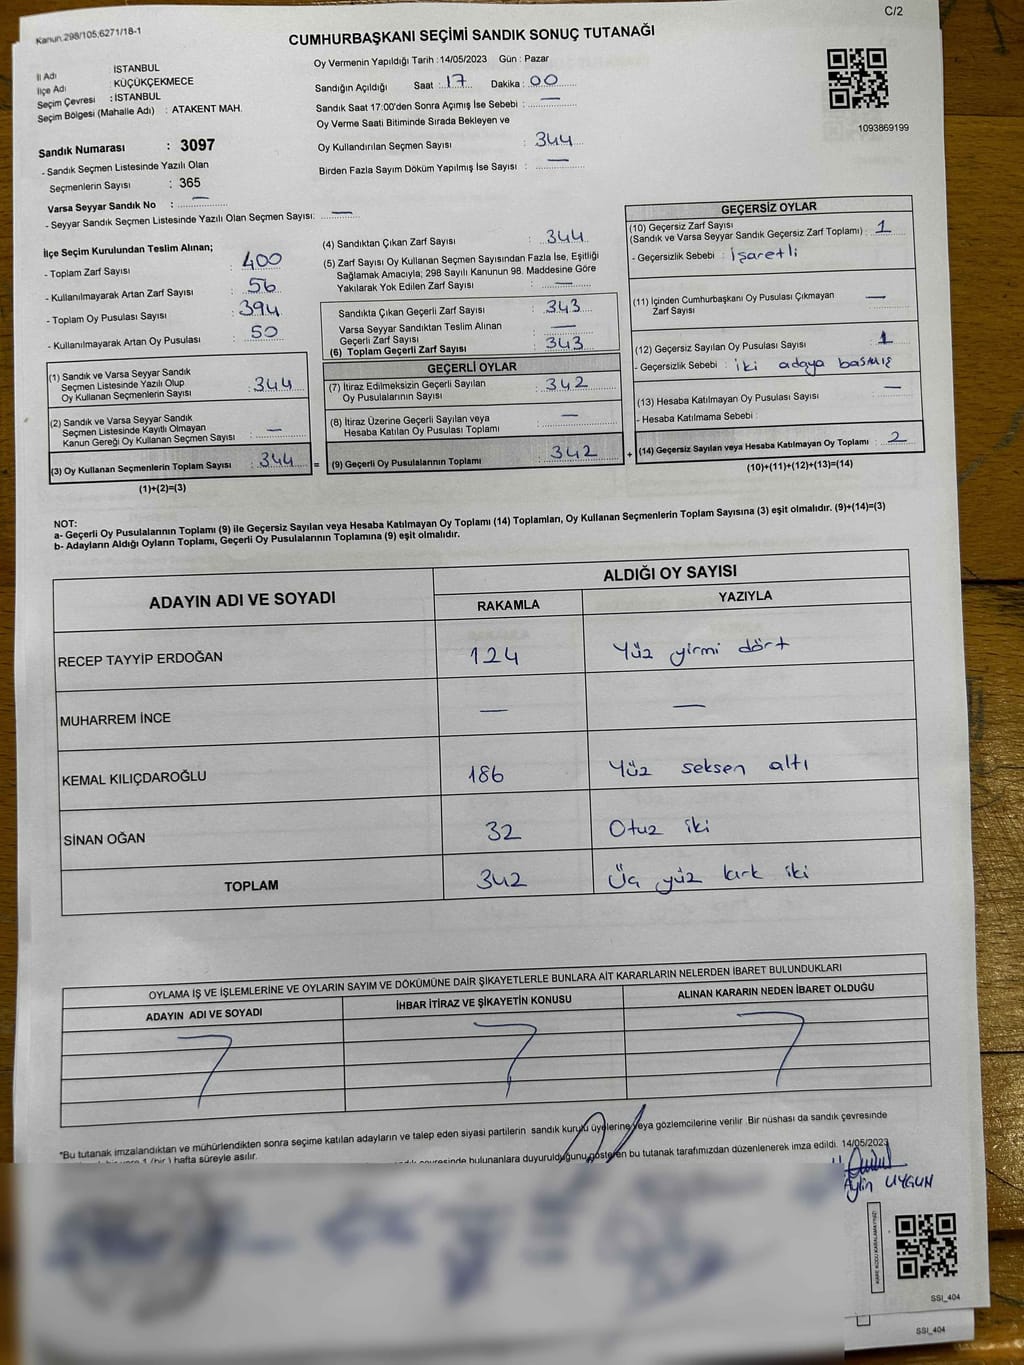 C/2
Kanun:298/105;6271/18-1
CUMHURBAŞKANI SEÇİMİ SANDIK SONUÇ TUTANAĞI
İl Adı : İSTANBUL
İlçe Adı : KÜÇÜKÇEKMECE
Seçim Çevresi : İSTANBUL
Seçim Bölgesi (Mahalle Adı) : ATAKENT MAH.
Oy Vermenin Yapıldığı Tarih :14/05/2023 Gün : Pazar
Sandığın Açıldığı Saat : 17 Dakika : 00
Sandık Saat 17:00'den Sonra Açımış İse Sebebi : —
Oy Verme Saati Bitiminde Sırada Bekleyen ve
Oy Kullandırılan Seçmen Sayısı : 344
Birden Fazla Sayım Döküm Yapılmış İse Sayısı : —
1093869199
Sandık Numarası : 3097
- Sandık Seçmen Listesinde Yazılı Olan
Seçmenlerin Sayısı : 365
Varsa Seyyar Sandık No : —
- Seyyar Sandık Seçmen Listesinde Yazılı Olan Seçmen Sayısı: —
İlçe Seçim Kurulundan Teslim Alınan;
- Toplam Zarf Sayısı : 400
- Kullanılmayarak Artan Zarf Sayısı : 56
- Toplam Oy Pusulası Sayısı : 394
- Kullanılmayarak Artan Oy Pusulası : 50
(1) Sandık ve Varsa Seyyar Sandık
Seçmen Listesinde Yazılı Olup
Oy Kullanan Seçmenlerin Sayısı : 344
(2) Sandık ve Varsa Seyyar Sandık
Seçmen Listesinde Kayıtlı Olmayan
Kanun Gereği Oy Kullanan Seçmen Sayısı : —
(3) Oy Kullanan Seçmenlerin Toplam Sayısı : 344
(1)+(2)=(3)
(4) Sandıktan Çıkan Zarf Sayısı : 344
(5) Zarf Sayısı Oy Kullanan Seçmen Sayısından Fazla İse, Eşitliği
Sağlamak Amacıyla; 298 Sayılı Kanunun 98. Maddesine Göre
Yakılarak Yok Edilen Zarf Sayısı : —
Sandıkta Çıkan Geçerli Zarf Sayısı : 343
Varsa Seyyar Sandıktan Teslim Alınan
Geçerli Zarf Sayısı : —
(6) Toplam Geçerli Zarf Sayısı : 343
GEÇERLİ OYLAR
(7) İtiraz Edilmeksizin Geçerli Sayılan
Oy Pusulalarının Sayısı : 342
(8) İtiraz Üzerine Geçerli Sayılan veya
Hesaba Katılan Oy Pusulası Toplamı : —
= (9) Geçerli Oy Pusulalarının Toplamı : 342
GEÇERSİZ OYLAR
(10) Geçersiz Zarf Sayısı
(Sandık ve Varsa Seyyar Sandık Geçersiz Zarf Toplamı) : 1
- Geçersizlik Sebebi : İşaretli
(11) İçinden Cumhurbaşkanı Oy Pusulası Çıkmayan
Zarf Sayısı : —
(12) Geçersiz Sayılan Oy Pusulası Sayısı : 1
- Geçersizlik Sebebi : iki adaya basmış
(13) Hesaba Katılmayan Oy Pusulası Sayısı : —
- Hesaba Katılmama Sebebi :
+ (14) Geçersiz Sayılan veya Hesaba Katılmayan Oy Toplamı : 2
(10)+(11)+(12)+(13)=(14)
NOT:
a- Geçerli Oy Pusulalarının Toplamı (9) ile Geçersiz Sayılan veya Hesaba Katılmayan Oy Toplamı (14) Toplamları, Oy Kullanan Seçmenlerin Toplam Sayısına (3) eşit olmalıdır. (9)+(14)=(3)
b- Adayların Aldığı Oyların Toplamı, Geçerli Oy Pusulalarının Toplamına (9) eşit olmalıdır.
ADAYIN ADI VE SOYADI
ALDIĞI OY SAYISI
RAKAMLA YAZIYLA
RECEP TAYYİP ERDOĞAN 124 Yüz yirmi dört
MUHARREM İNCE — —
KEMAL KILIÇDAROĞLU 186 Yüz seksen altı
SİNAN OĞAN 32 Otuz iki
TOPLAM 342 Üç yüz kırk iki
OYLAMA İŞ VE İŞLEMLERİNE VE OYLARIN SAYIM VE DÖKÜMÜNE DAİR ŞİKAYETLERLE BUNLARA AİT KARARLARIN NELERDEN İBARET BULUNDUKLARI
ADAYIN ADI VE SOYADI İHBAR İTİRAZ VE ŞİKAYETİN KONUSU ALINAN KARARIN NEDEN İBARET OLDUĞU
*Bu tutanak imzalandıktan ve mühürlendikten sonra seçime katılan adayların ve talep eden siyasi partilerin sandık kurulu üyelerine veya gözlemcilerine verilir. Bir nüshası da sandık çevresinde
1 (bir ) hafta süreyle asılır.
bulunanlara duyurulduğunu gösteren bu tutanak tarafımızdan düzenlenerek imza edildi. 14/05/2023
Aylin UYGUN
SSI_404
SSI_404